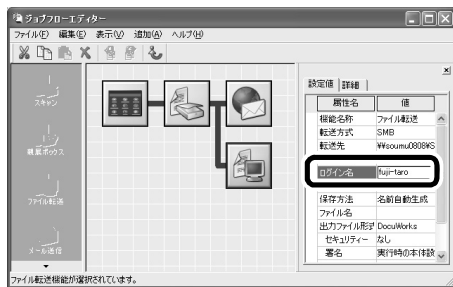 ジョブフローエディター
ファイル(F) 編集(E) 表示(V) 追加(A) ヘルプ(H)
スキャン
親展ボックス
ファイル転送
メール送信
設定値 詳細
属性名 値
機能名称 ファイル転送
転送方式 SMB
転送先 ¥¥soumu0808¥S
ログイン名 fuji-taro
保存方法 名前自動生成
ファイル名
出力ファイル形式 DocuWorks
セキュリティー なし
署名 実行時の本体設
ファイル転送機能が選択されています。